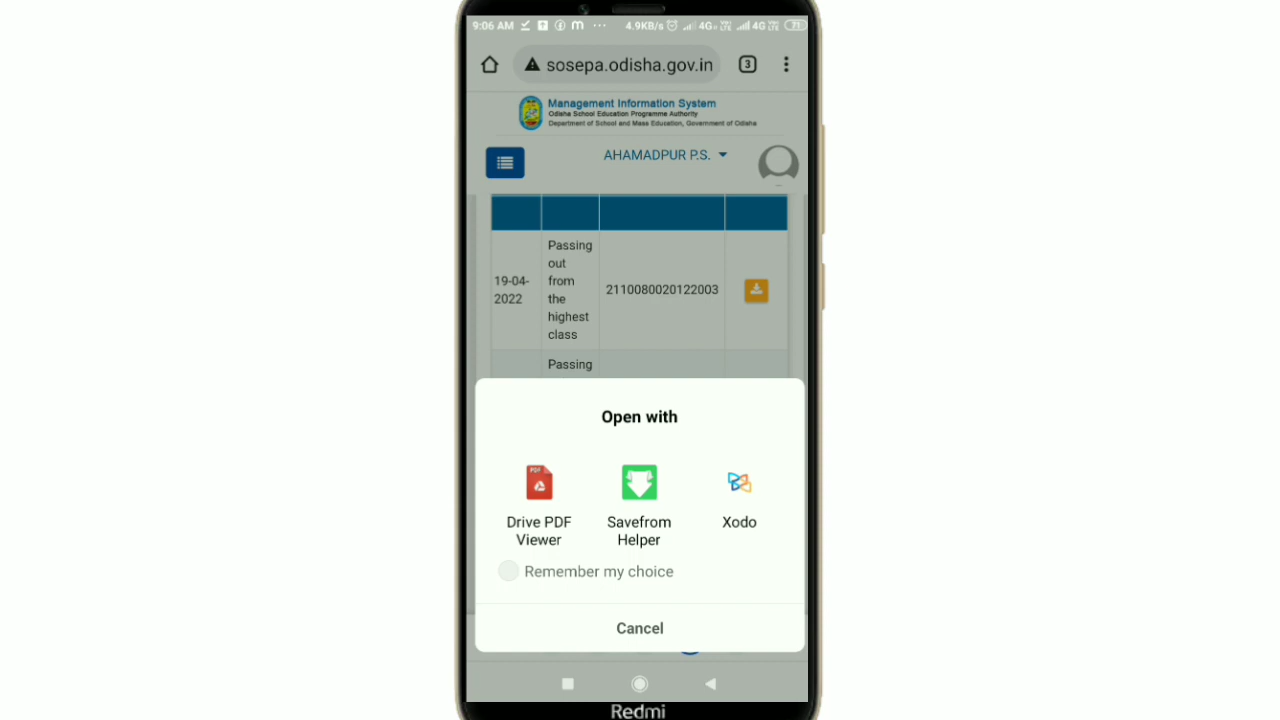 9:06 AM
4.9KB/s
4G
4G
sosepa.odisha.gov.in
3
Management Information System
Odisha School Education Programme Authority
Department of School and Mass Education, Government of Odisha
AHAMADPUR P.S.
19-04-
2022
Passing
out
from
the
highest
class
2110080020122003
Passing
Open with
PDF
Drive PDF
Viewer
Savefrom
Helper
Xodo
Remember my choice
Cancel
Redmi